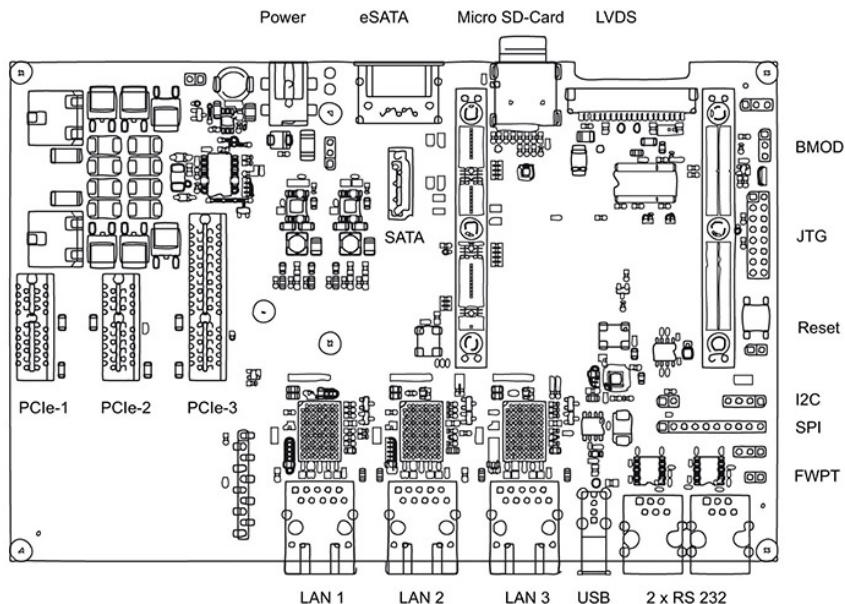 Power eSATA Micro SD-Card LVDS
BMOD
SATA
JTG
Reset
PCIe-1 PCIe-2 PCIe-3
I2C
SPI
FWPT
LAN 1 LAN 2 LAN 3 USB 2 x RS 232